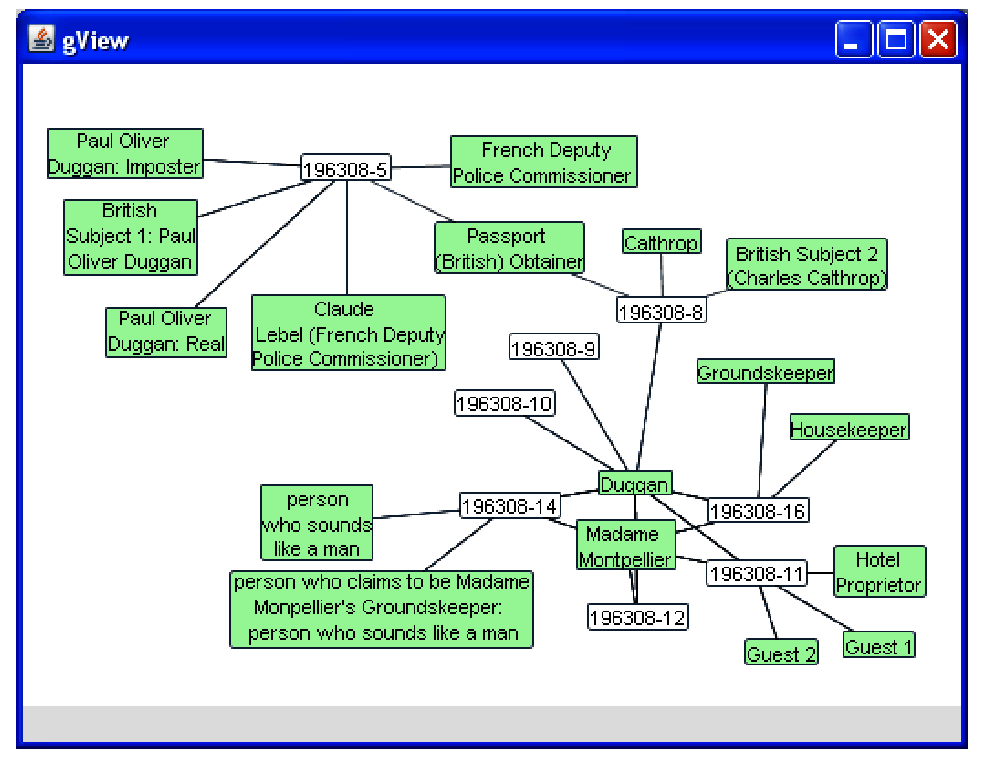 gView
Paul Oliver
Duggan: Imposter
196308-5
French Deputy
Police Commissioner
British
Subject 1: Paul
Oliver Duggan
Passport
(British) Obtainer
Calthrop
British Subject 2
(Charles Calthrop)
Paul Oliver
Duggan: Real
Claude
Lebel (French Deputy
Police Commissioner)
196308-8
196308-9
Groundskeeper
196308-10
Housekeeper
Duggan
person
who sounds
like a man
196308-14
196308-16
Madame
Montpellier
196308-11
Hotel
Proprietor
person who claims to be Madame
Monpellier's Groundskeeper:
person who sounds like a man
196308-12
Guest 2
Guest 1